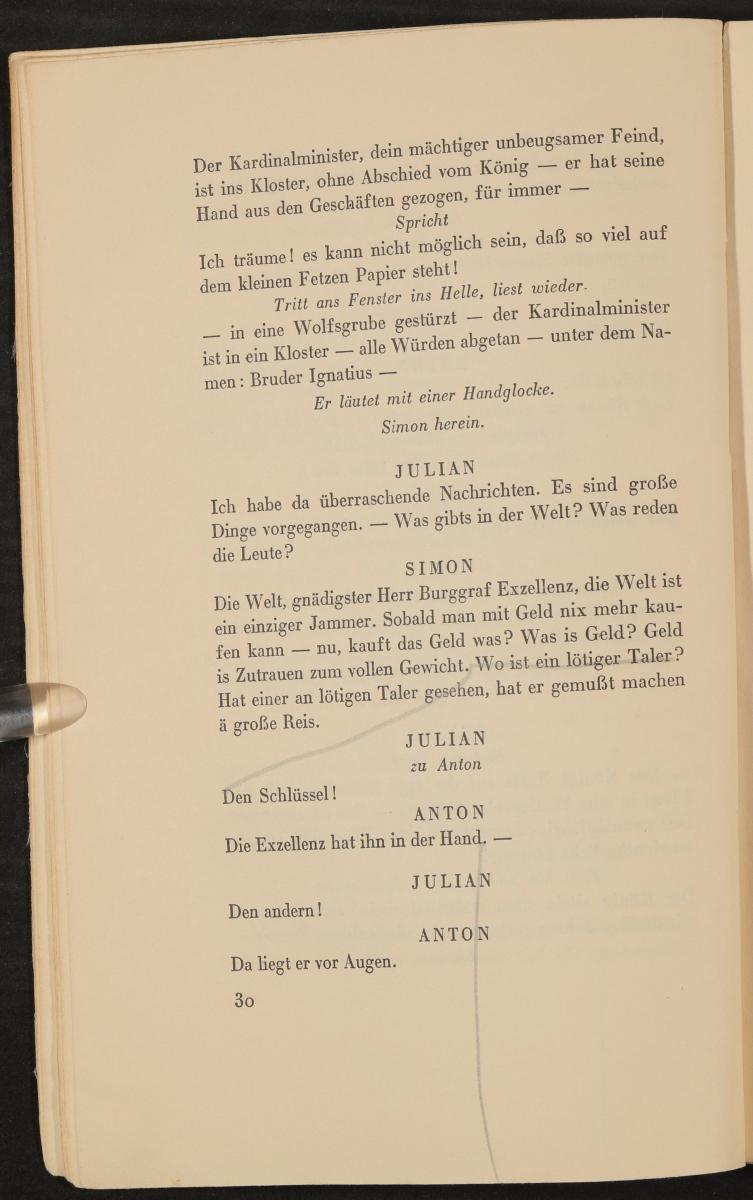 Der Kardinalminister, dein mächtiger unbeugsamer Feind,
ist ins Kloster, ohne Abschied vom König — er hat seine
Hand aus den Geschäften gezogen, für immer —
Spricht
Ich träume! es kann nicht möglich sein, daß so viel auf
dem kleinen Fetzen Papier steht!
Tritt ans Fenster ins Helle, liest wieder.
— in eine Wolfsgrube gestürzt — der Kardinalminister
ist in ein Kloster — alle Würden abgetan — unter dem Na-
men: Bruder Ignatius —
Er läutet mit einer Handglocke.
Simon herein.
JULIAN
Ich habe da überraschende Nachrichten. Es sind große
Dinge vorgegangen. — Was gibts in der Welt? Was reden
die Leute?
SIMON
Die Welt, gnädigster Herr Burggraf Exzellenz, die Welt ist
ein einziger Jammer. Sobald man mit Geld nix mehr kau-
fen kann — nu, kauft das Geld was? Was is Geld? Geld
is Zutrauen zum vollen Gewicht. Wo ist ein lötiger Taler?
Hat einer an lötigen Taler gesehen, hat er gemußt machen
ä große Reis.
JULIAN
zu Anton
Den Schlüssel!
ANTON
Die Exzellenz hat ihn in der Hand. —
JULIAN
Den andern!
ANTON
Da liegt er vor Augen.
30